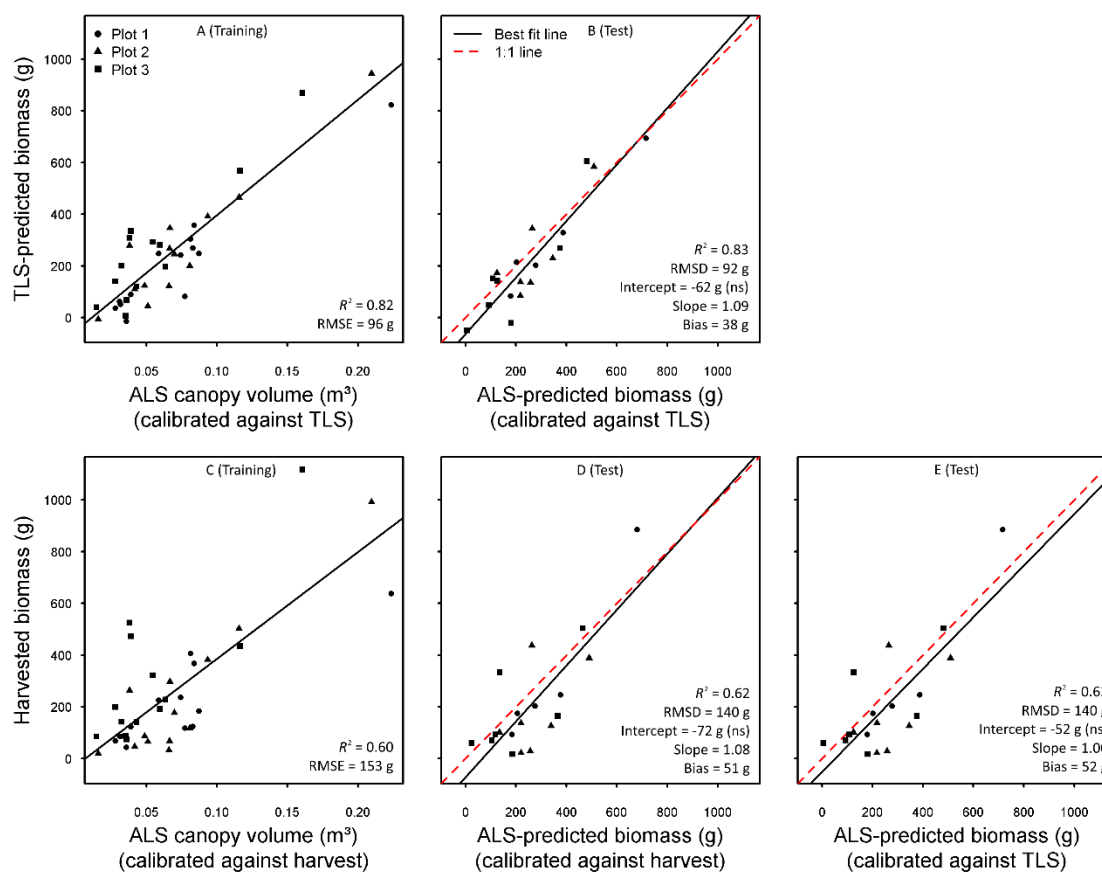 A (Training)
Plot 1
Plot 2
Plot 3
1000
800
600
400
200
0
TLS-predicted biomass (g)
R² = 0.82
RMSE = 96 g
0.05 0.10 0.15 0.20
ALS canopy volume (m³)
(calibrated against TLS)
B (Test)
Best fit line
1:1 line
R² = 0.83
RMSD = 92 g
Intercept = -62 g (ns)
Slope = 1.09
Bias = 38 g
0 200 400 600 800 1000
ALS-predicted biomass (g)
(calibrated against TLS)
C (Training)
1000
800
600
400
200
0
Harvested biomass (g)
R² = 0.60
RMSE = 153 g
0.05 0.10 0.15 0.20
ALS canopy volume (m³)
(calibrated against harvest)
D (Test)
R² = 0.62
RMSD = 140 g
Intercept = -72 g (ns)
Slope = 1.08
Bias = 51 g
0 200 400 600 800 1000
ALS-predicted biomass (g)
(calibrated against harvest)
E (Test)
R² =
RMSD = 140 g
Intercept = -52 g (ns
Slope =
Bias = 52 g
0 200 400 600 800 1000
ALS-predicted biomass (g)
(calibrated against TLS)